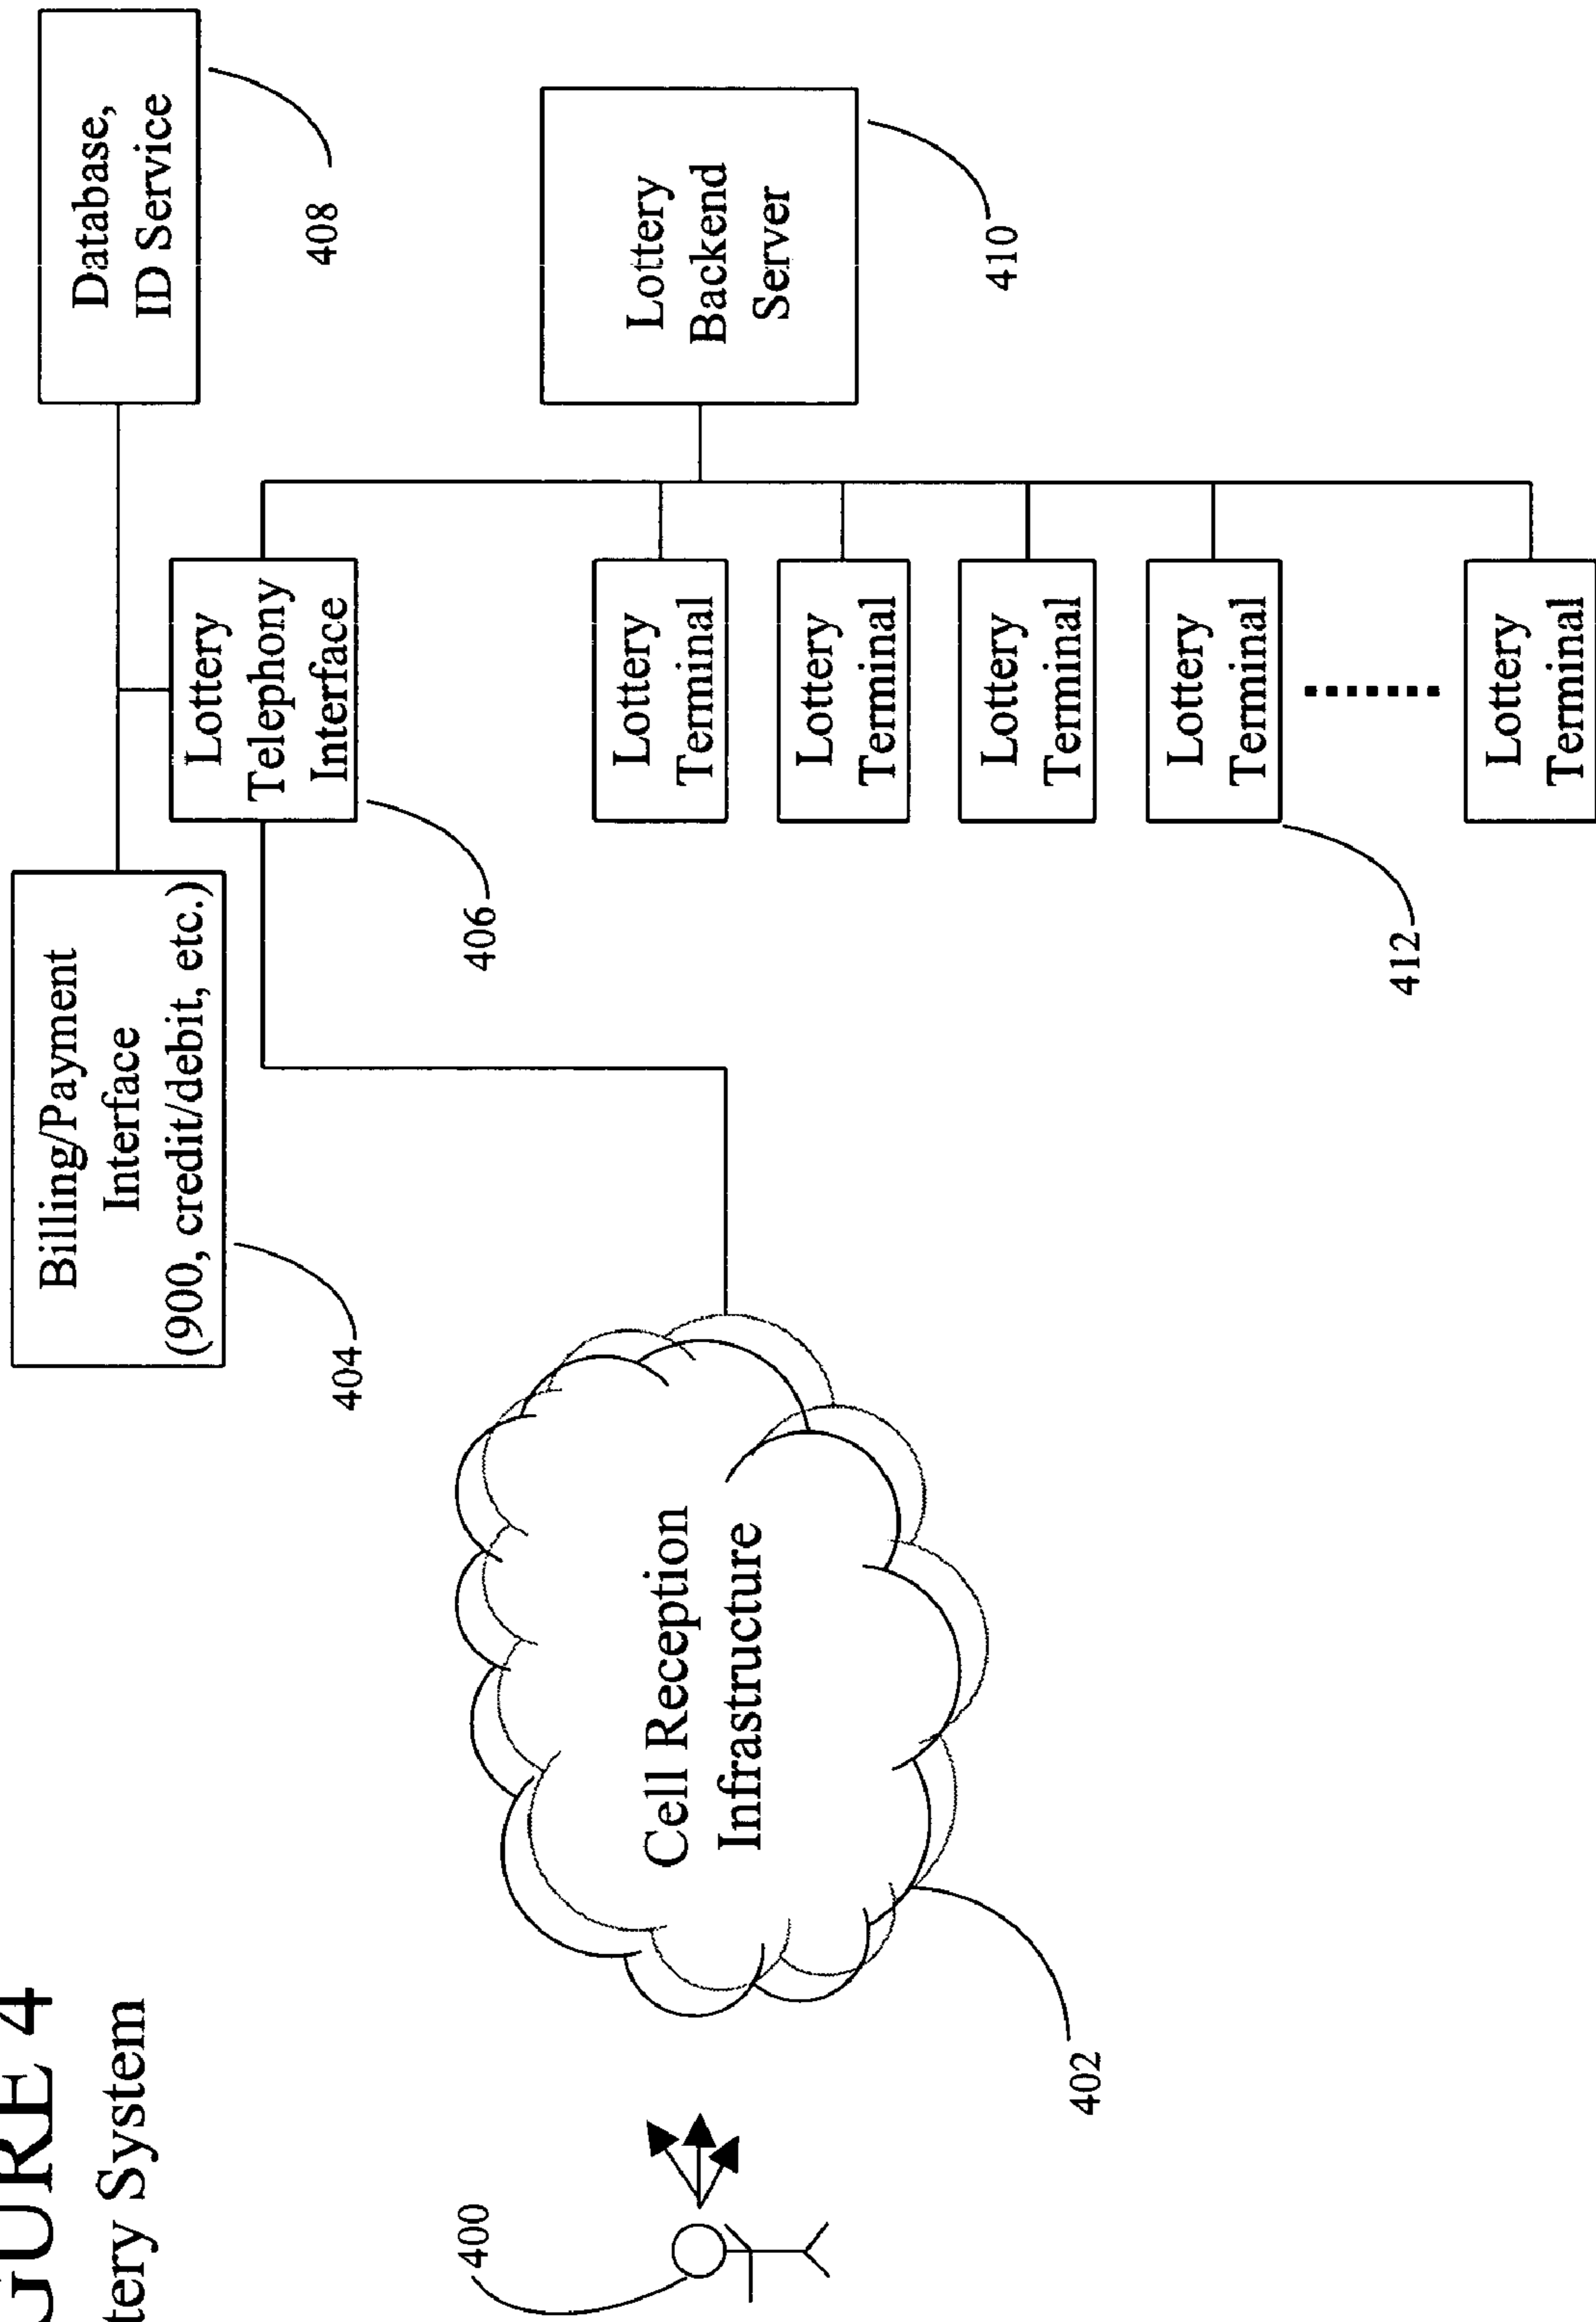 GURE 4
tery System
Billing/Payment
Interface
(900, credit/debit, etc.)
404
Database,
ID Service
408
Lottery
Telephony
Interface
406
400
Cell Reception
Infrastructure
402
Lottery
Backend
Server
410
Lottery
Terminal
Lottery
Terminal
Lottery
Terminal
Lottery
Terminal
412
Lottery
Terminal